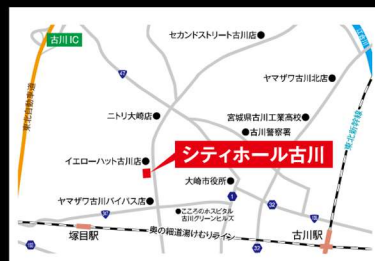 古川IC
セカンドストリート古川店
ヤマザワ古川北店
47
東北自動車道
ニトリ大崎店
宮城県古川工業高校
古川警察署
東北新幹線
シティホール古川
イエローハット古川店
大崎市役所
1
32
ヤマザワ古川バイパス店
こころのホスピタル
古川グリーンヒルズ
塚目駅
奥の細道湯けむりライン
古川駅
32